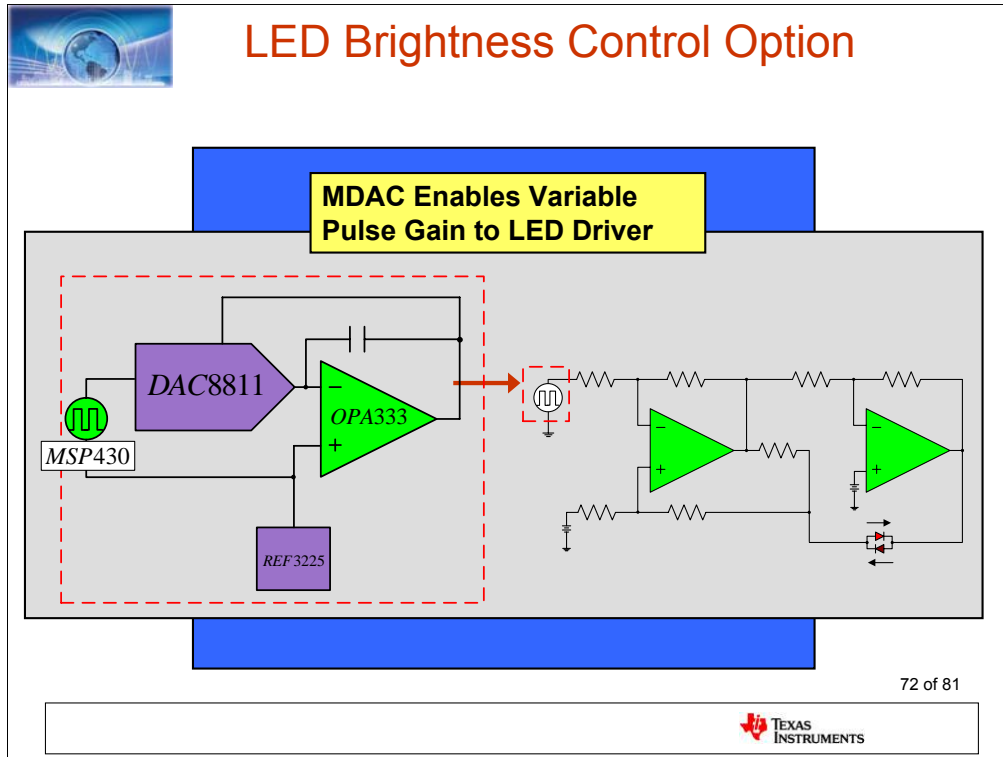 LED Brightness Control Option
MDAC Enables Variable
Pulse Gain to LED Driver
DAC8811
OPA333
MSP430
REF3225
−
+
−
+
−
+
72 of 81
TEXAS
INSTRUMENTS